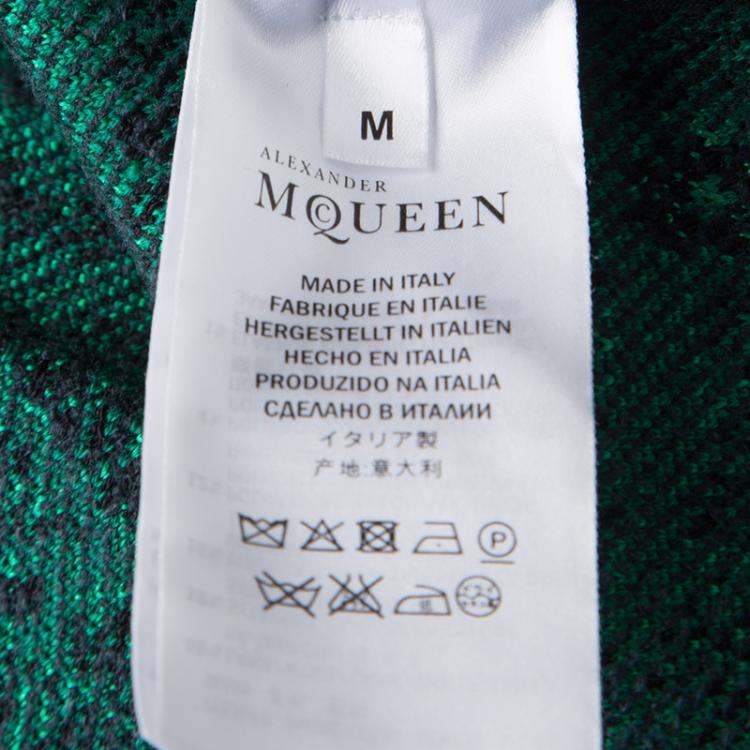 M
ALEXANDER
McQUEEN
MADE IN ITALY
FABRIQUE EN ITALIE
HERGESTELLT IN ITALIEN
HECHO EN ITALIA
PRODUZIDO NA ITALIA
СДЕЛАНО В ИТАЛИИ
イタリア製
产地:意大利
P